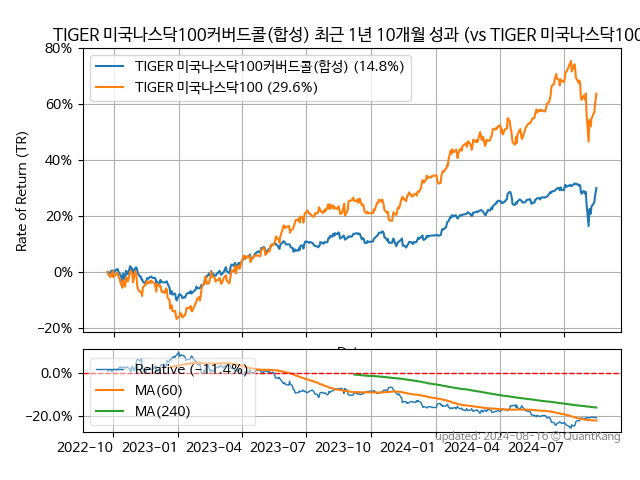 TIGER 미국나스닥100커버드콜(합성) 최근 1년 10개월 성과 (vs TIGER 미국나스닥100
80%
60%
40%
20%
0%
−20%
Rate of Return (TR)
TIGER 미국나스닥100커버드콜(합성) (14.8%)
TIGER 미국나스닥100 (29.6%)
0.0%
−20.0%
Relative (−11.4%)
MA(60)
MA(240)
2022−10 2023−01 2023−04 2023−07 2023−10 2024−01 2024−04 2024−07
updated: 2024−08−16 © QuantKang